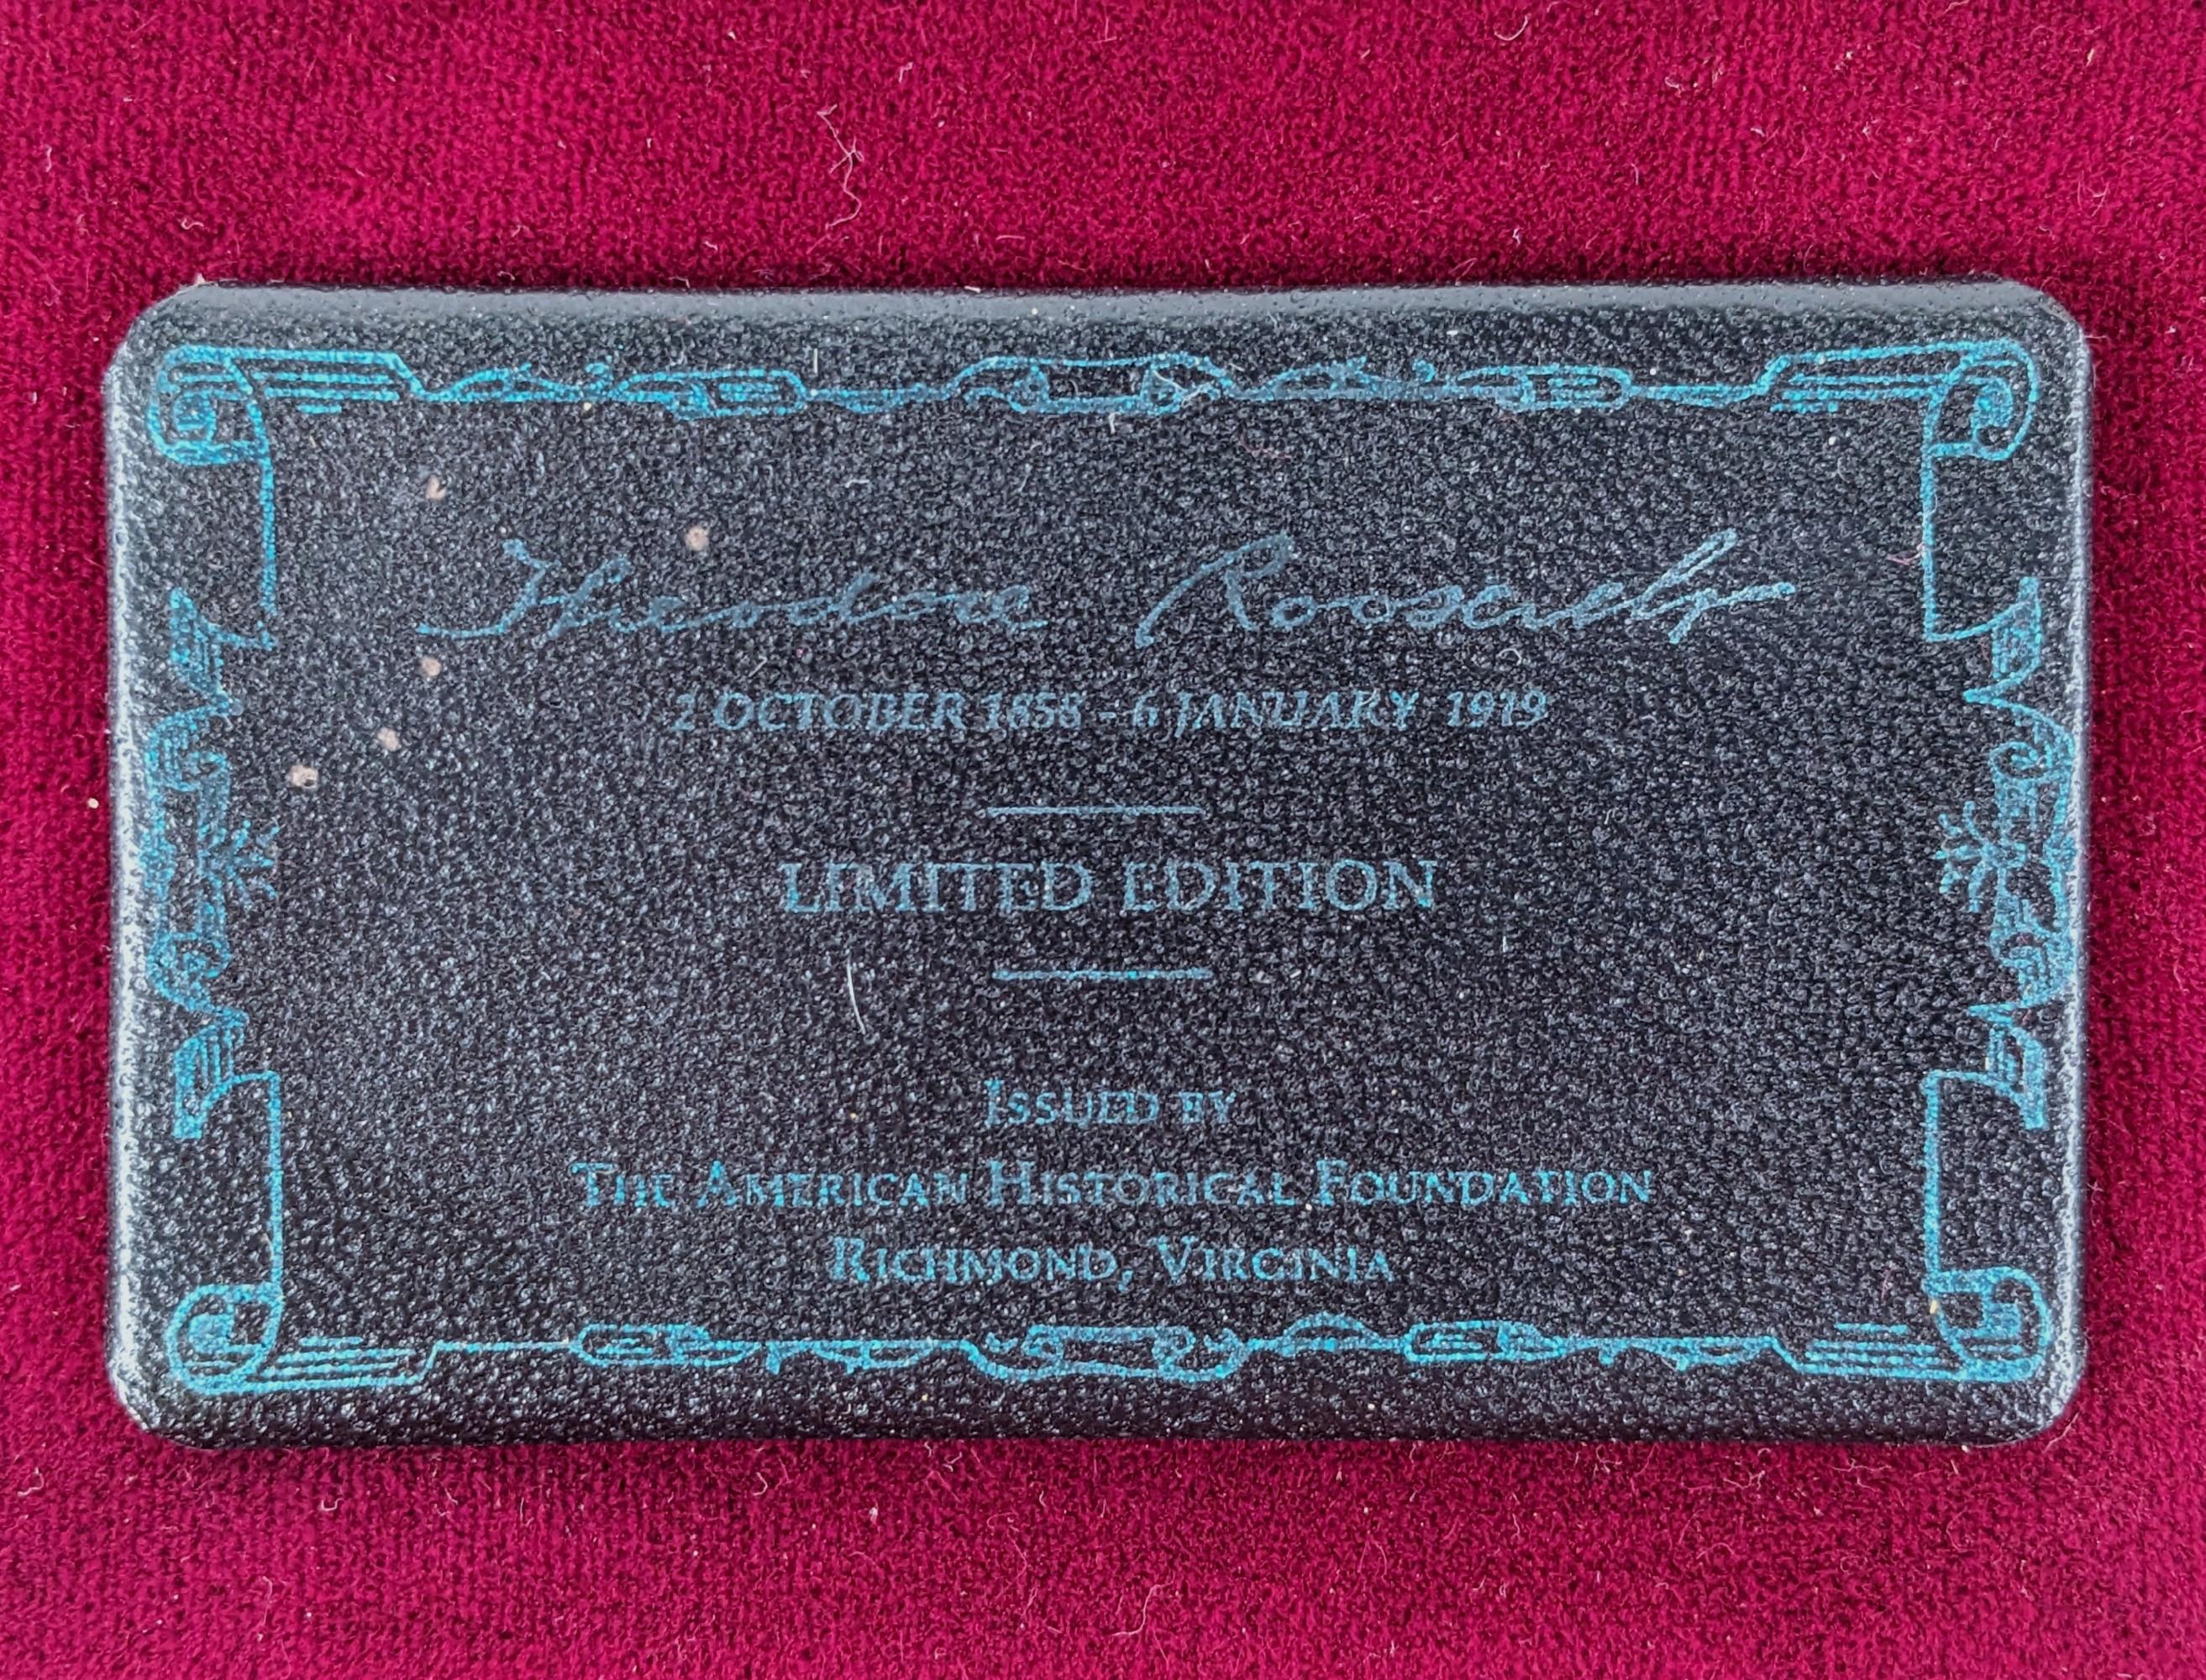 Theodore Roosevelt
2 OCTOBER 1858 - 6 JANUARY 1919
LIMITED EDITION
ISSUED BY
THE AMERICAN HISTORICAL FOUNDATION
RICHMOND, VIRGINIA